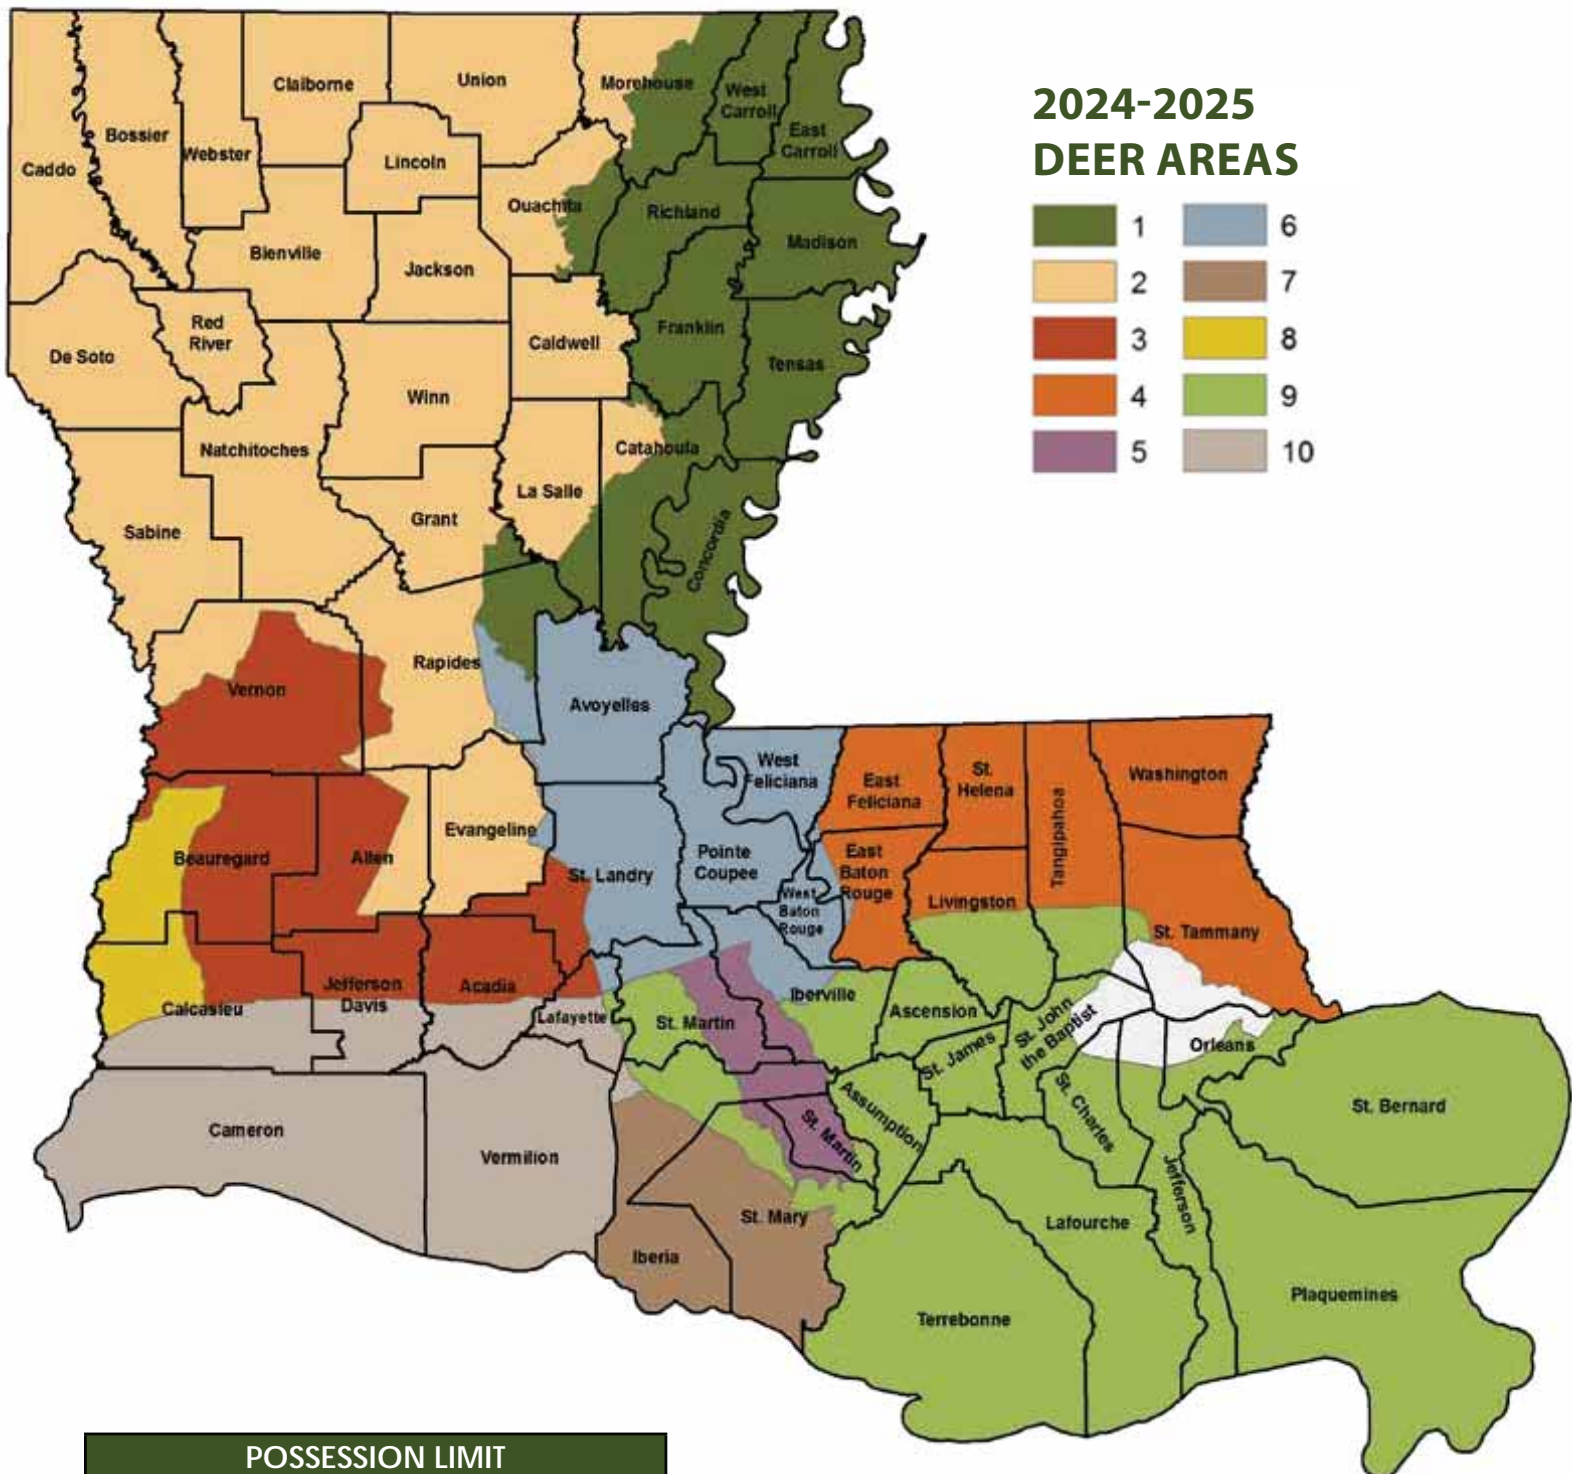 2024-2025
DEER AREAS
1
6
2
7
3
8
4
9
5
10
Claiborne
Union
Morehouse
West
Carroll
East
Carroll
Bossier
Webster
Caddo
Lincoln
Ouachita
Richland
Madison
Bienville
Jackson
Red
River
De Soto
Caldwell
Franklin
Tensas
Winn
Natchitoches
Catahoula
La Salle
Grant
Sabine
Concordia
Rapides
Vernon
Avoyelles
West
Feliciana
East
Feliciana
St.
Helena
Tangipahoa
Washington
Evangeline
Beauregard
Allen
St. Landry
Pointe
Coupee
East
Baton
Rouge
West
Baton
Rouge
Livingston
St. Tammany
Calcasieu
Jefferson
Davis
Acadia
Lafayette
St. Martin
Iberville
Ascension
St. James
St. John
the Baptist
Orleans
St. Charles
Assumption
St. Martin
St. Bernard
Cameron
Vermilion
Jefferson
St. Mary
Iberia
Lafourche
Terrebonne
Plaquemines
POSSESSION LIMIT